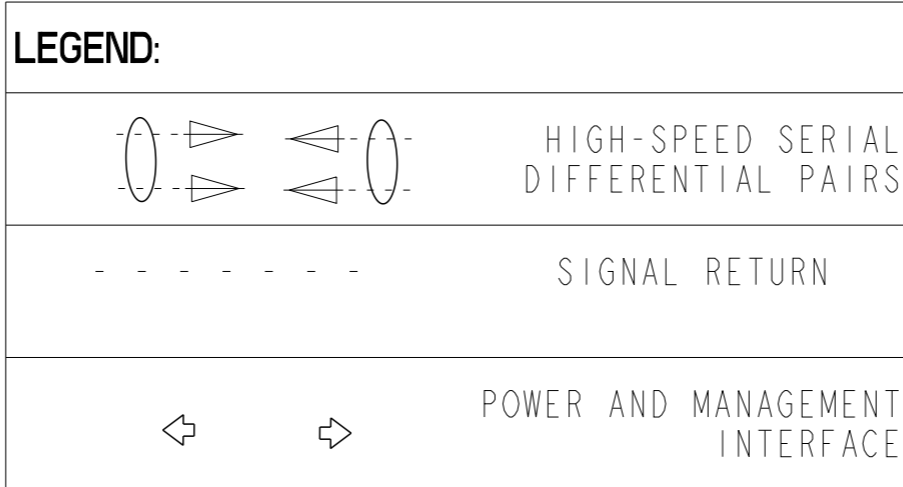 LEGEND:
HIGH-SPEED SERIAL
DIFFERENTIAL PAIRS
SIGNAL RETURN
POWER AND MANAGEMENT
INTERFACE